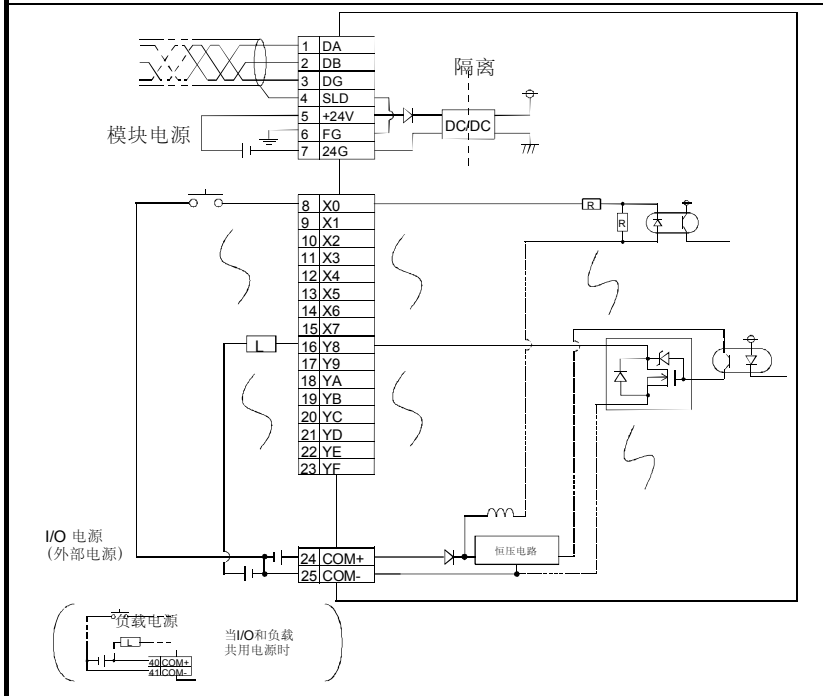 1 DA
2 DB
3 DG
4 SLD
5 +24V
6 FG
7 24G
隔离
DC/DC
模块电源
8 X0
9 X1
10 X2
11 X3
12 X4
13 X5
14 X6
15 X7
16 Y8
17 Y9
18 YA
19 YB
20 YC
21 YD
22 YE
23 YF
R
R
L
I/O 电源
(外部电源)
24 COM+
25 COM-
恒压电路
负载电源
L
40 COM+
41 COM-
当I/O和负载
共用电源时